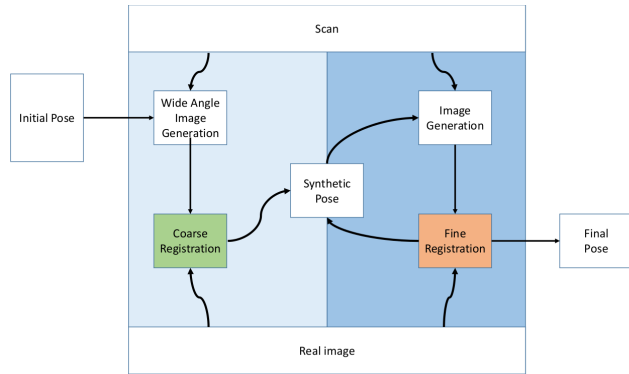 Scan
Initial Pose
Wide Angle
Image
Generation
Image
Generation
Synthetic
Pose
Coarse
Registration
Fine
Registration
Final
Pose
Real image